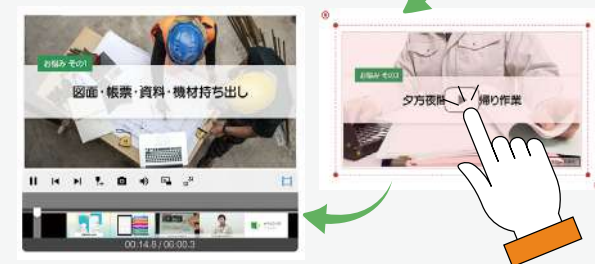 お悩み その1
図面・帳票・資料・機材持ち出し
00:14.8 / 00:00.3
お悩み その3
夕方夜間 帰り作業